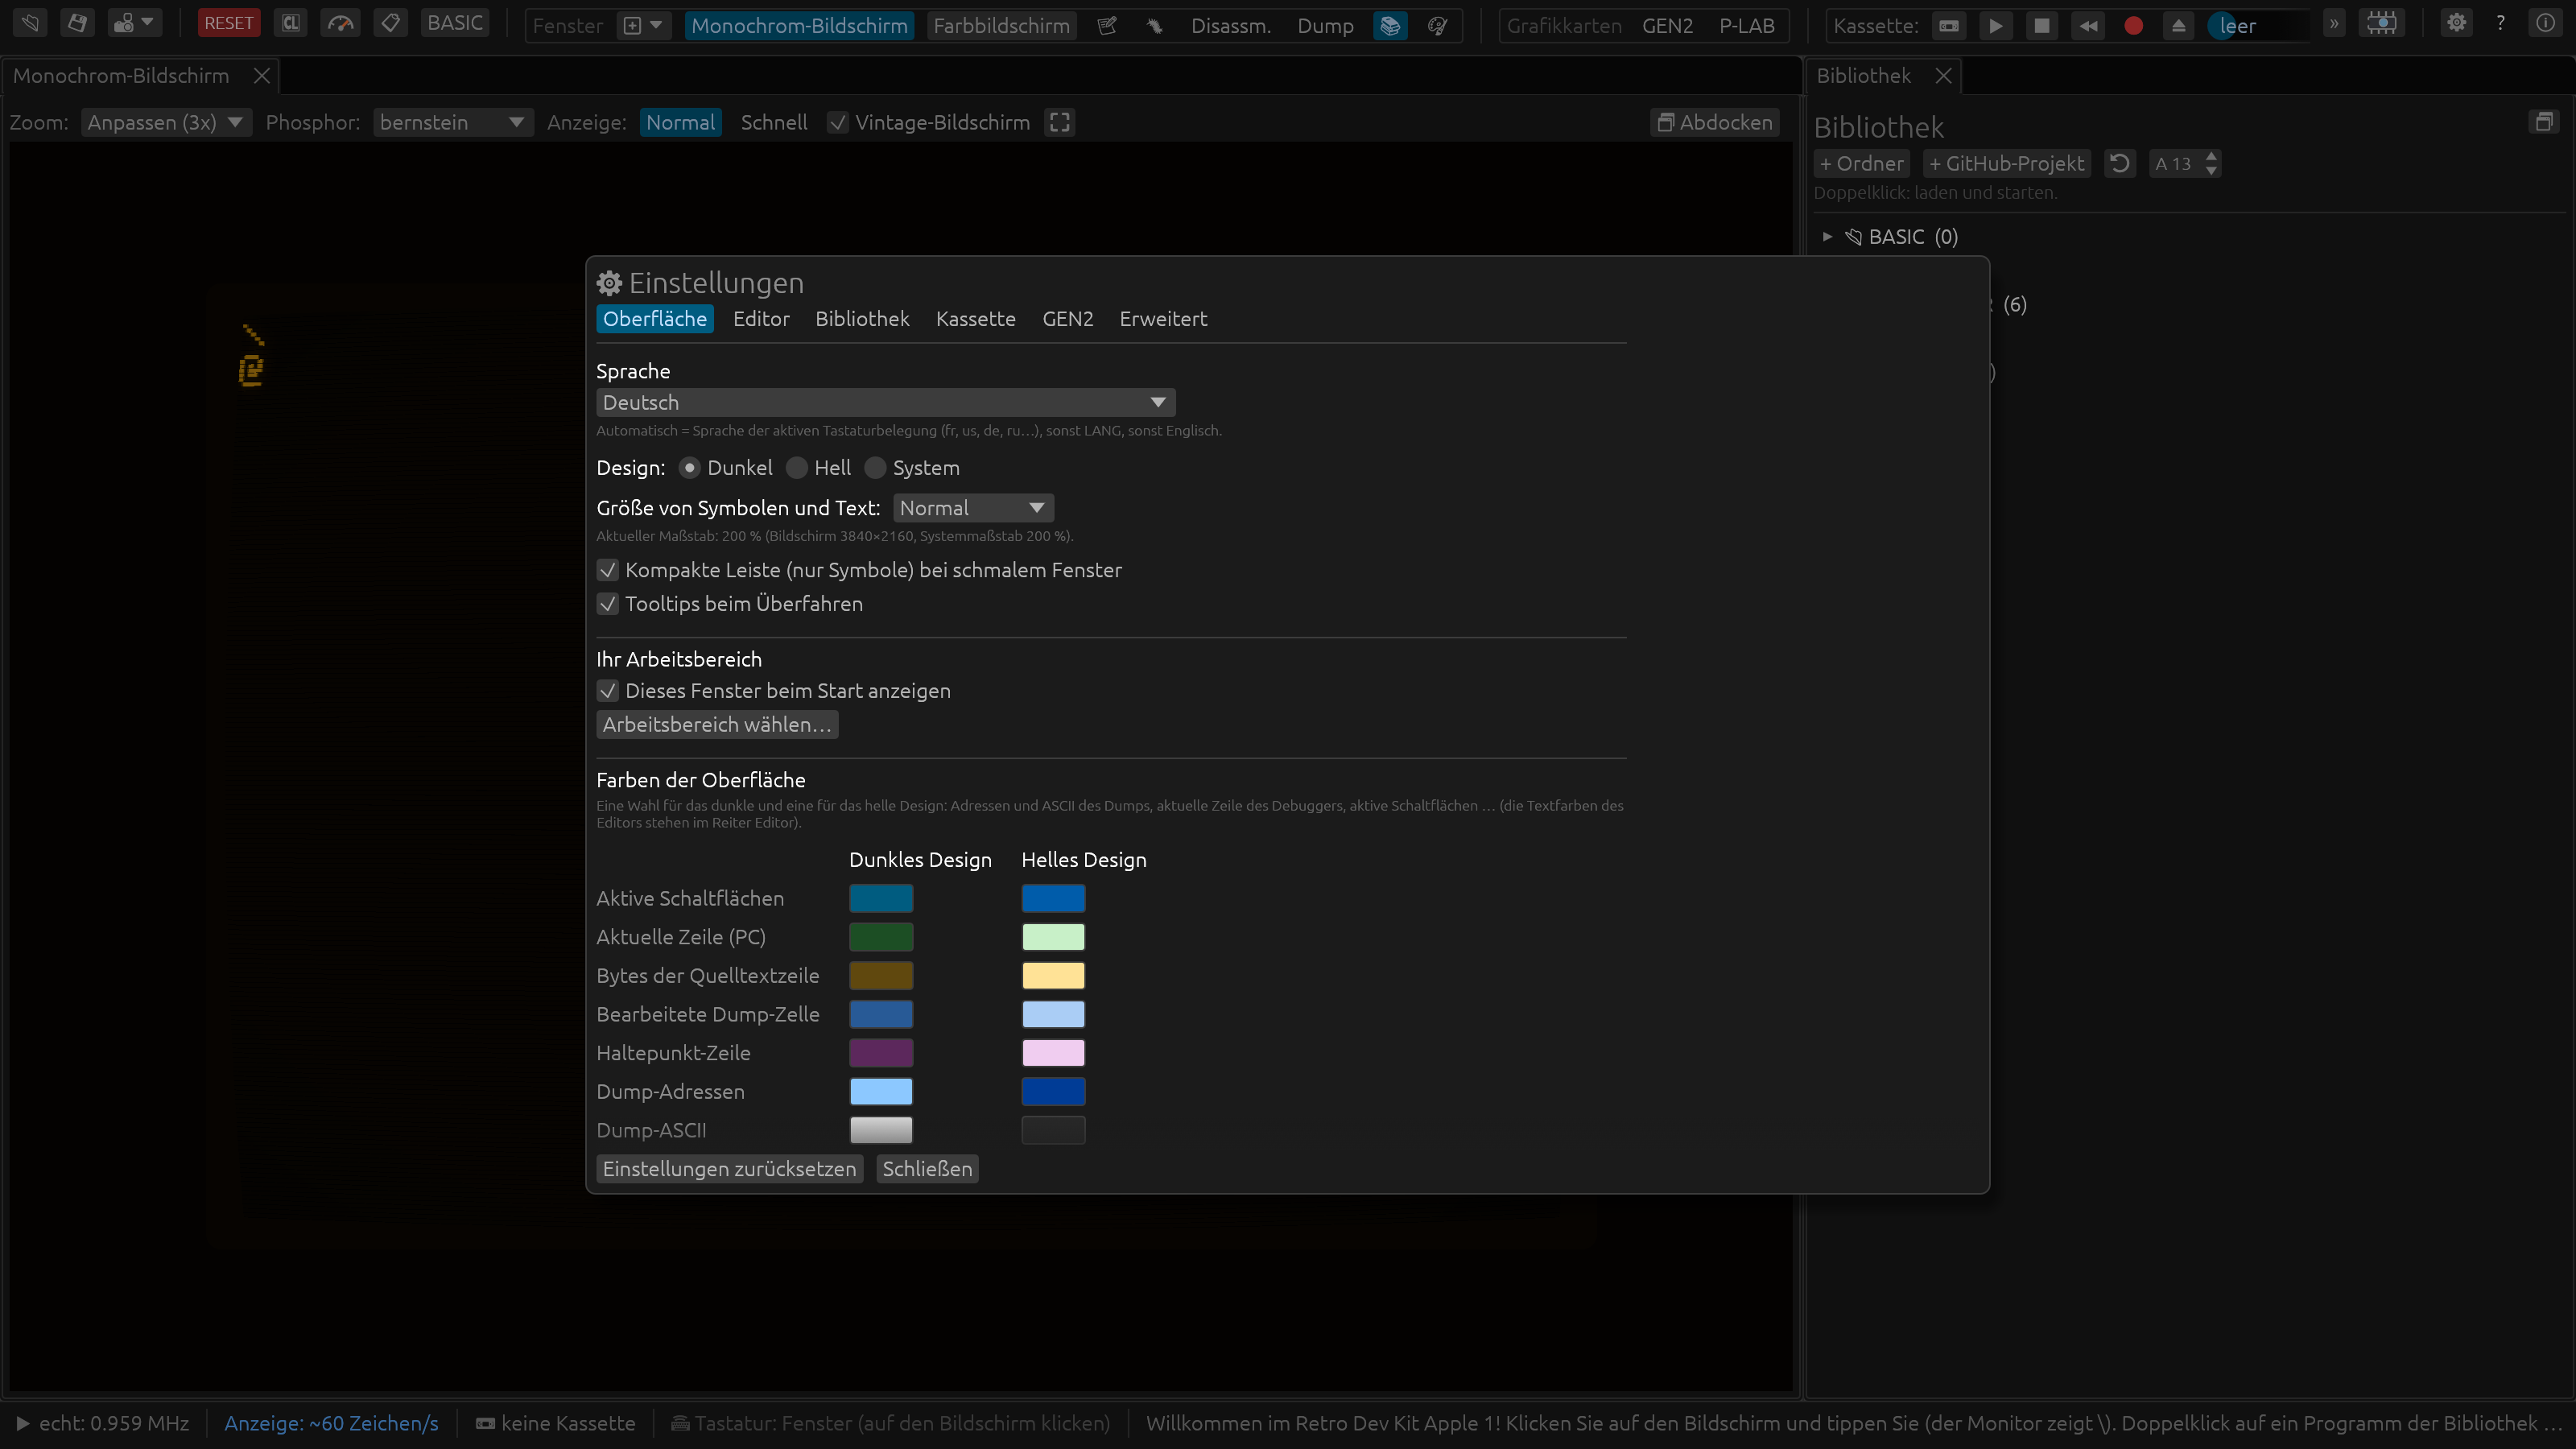 RESET BASIC Fenster Monochrom-Bildschirm Farbbildschirm Disassm. Dump Grafikkarten GEN2 P-LAB Kassette: leer » ?
Monochrom-Bildschirm
Bibliothek
Zoom: Anpassen (3x) Phosphor: bernstein Anzeige: Normal Schnell Vintage-Bildschirm Abdocken
Bibliothek
+ Ordner + GitHub-Projekt A 13
Doppelklick: laden und starten.
BASIC (0)
(6)
)
\
@
Einstellungen
Oberfläche Editor Bibliothek Kassette GEN2 Erweitert
Sprache
Deutsch
Automatisch = Sprache der aktiven Tastaturbelegung (fr, us, de, ru…), sonst LANG, sonst Englisch.
Design: Dunkel Hell System
Größe von Symbolen und Text: Normal
Aktueller Maßstab: 200 % (Bildschirm 3840×2160, Systemmaßstab 200 %).
Kompakte Leiste (nur Symbole) bei schmalem Fenster
Tooltips beim Überfahren
Ihr Arbeitsbereich
Dieses Fenster beim Start anzeigen
Arbeitsbereich wählen…
Farben der Oberfläche
Eine Wahl für das dunkle und eine für das helle Design: Adressen und ASCII des Dumps, aktuelle Zeile des Debuggers, aktive Schaltflächen … (die Textfarben des
Editors stehen im Reiter Editor).
Dunkles Design Helles Design
Aktive Schaltflächen
Aktuelle Zeile (PC)
Bytes der Quelltextzeile
Bearbeitete Dump-Zelle
Haltepunkt-Zeile
Dump-Adressen
Dump-ASCII
Einstellungen zurücksetzen Schließen
echt: 0.959 MHz Anzeige: ~60 Zeichen/s keine Kassette Tastatur: Fenster (auf den Bildschirm klicken) Willkommen im Retro Dev Kit Apple 1! Klicken Sie auf den Bildschirm und tippen Sie (der Monitor zeigt \). Doppelklick auf ein Programm der Bibliothek …